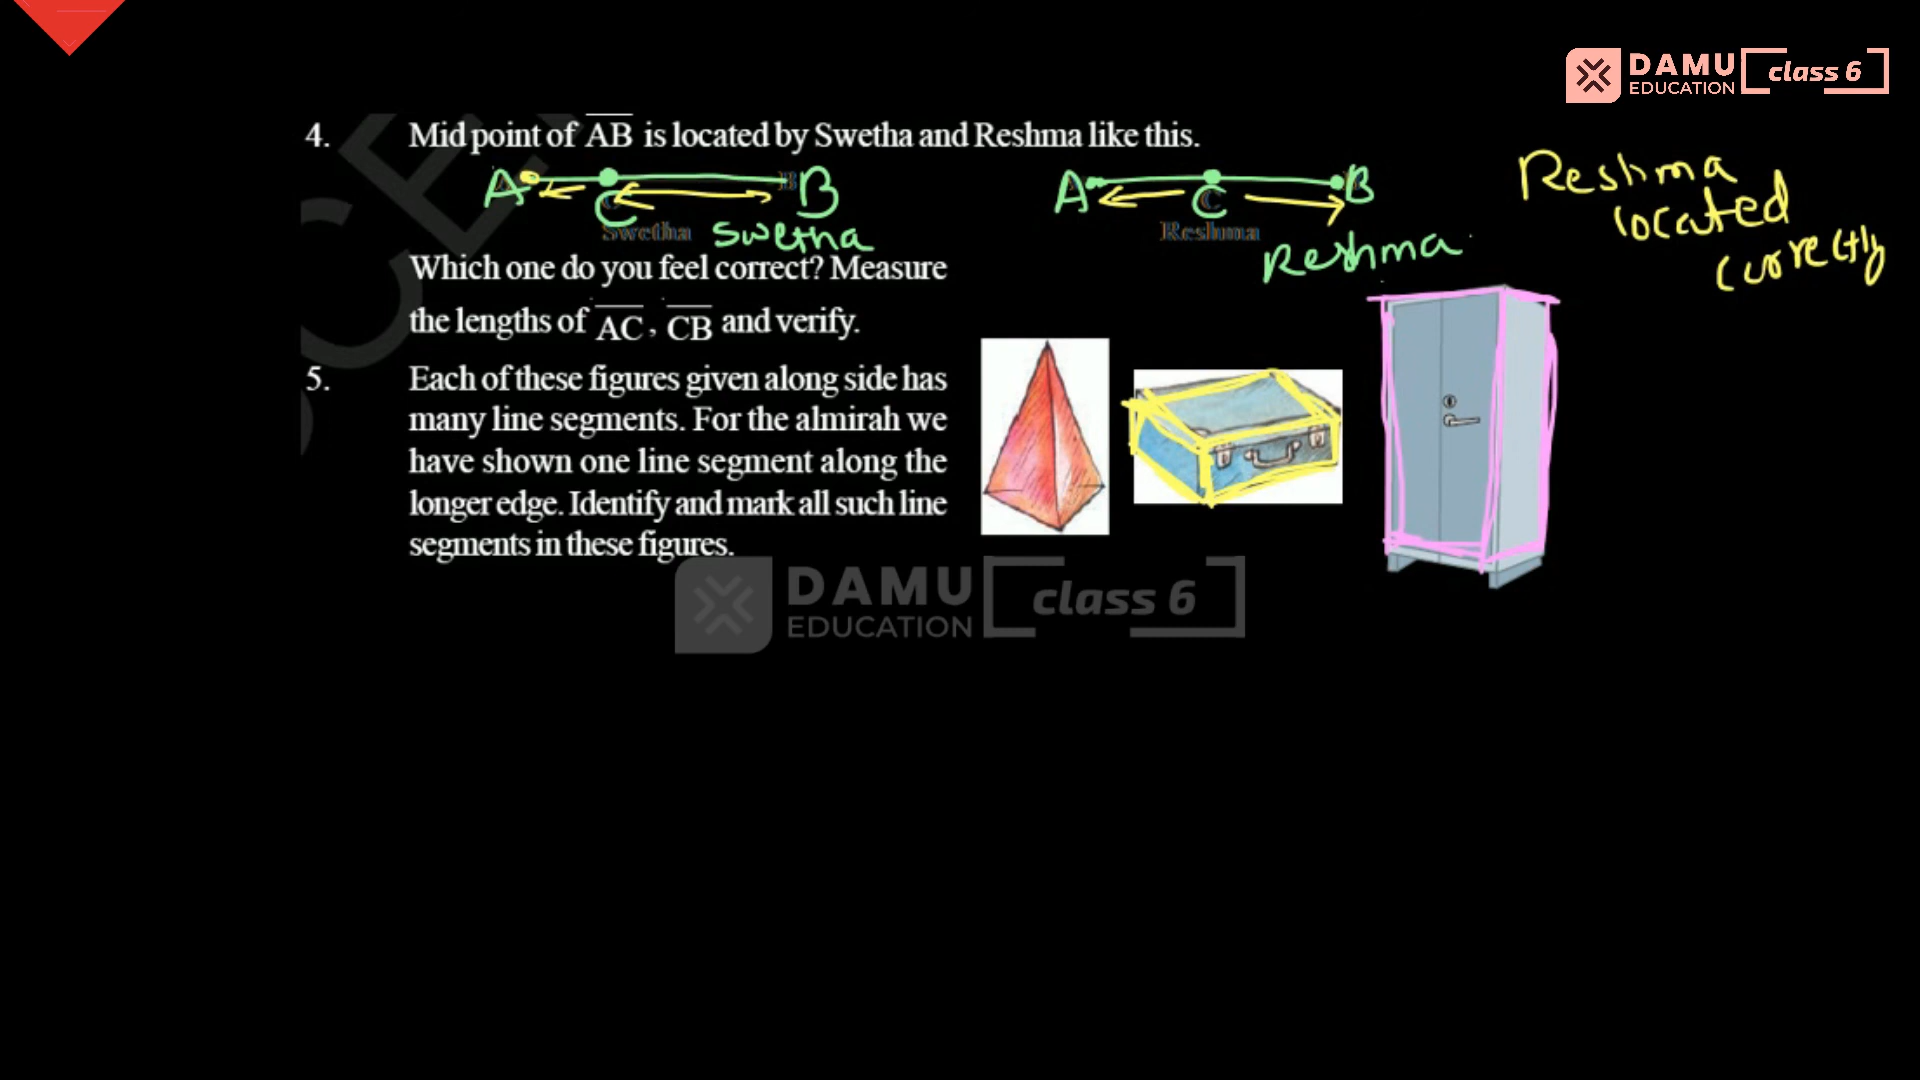 DAMU
EDUCATION
class 6
4. Mid point of AB is located by Swetha and Reshma like this.
A C B
Swetha
Swetha
A C B
Reshma
Reshma
Reshma
located
correctly
Which one do you feel correct? Measure
the lengths of AC, CB and verify.
5. Each of these figures given along side has
many line segments. For the almirah we
have shown one line segment along the
longer edge. Identify and mark all such line
segments in these figures.
DAMU
EDUCATION
class 6